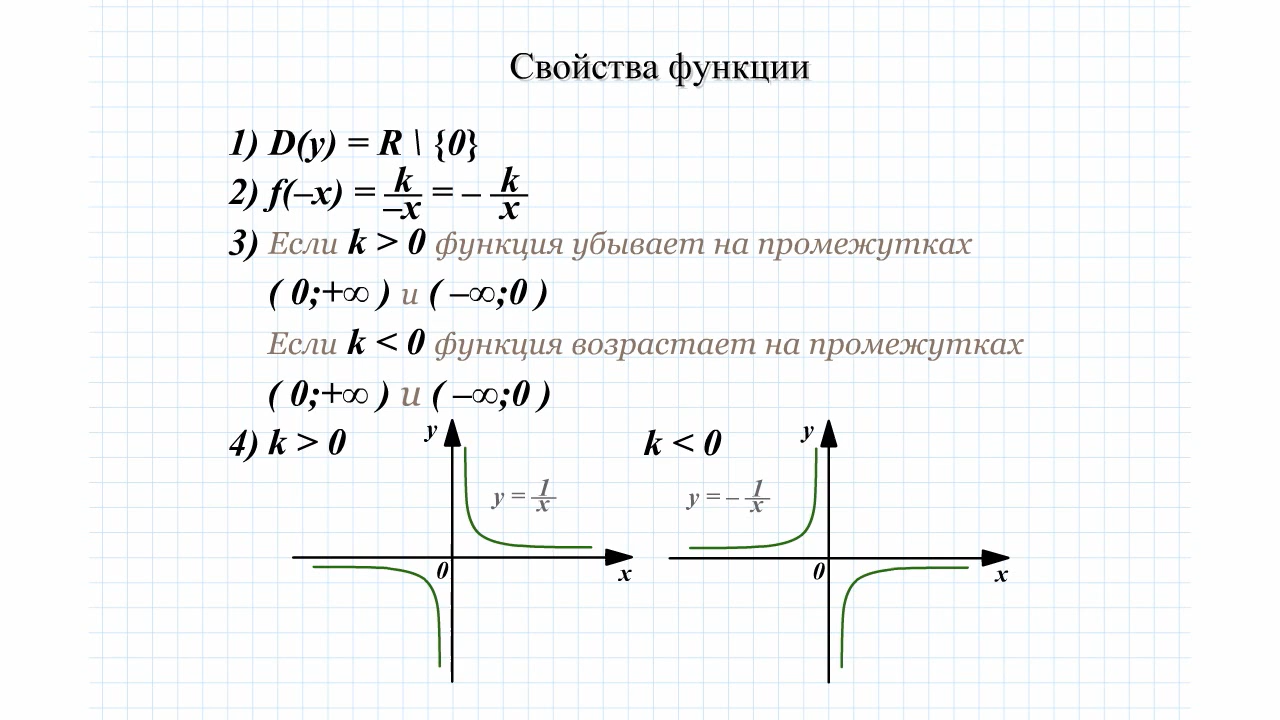 Свойства функции
1) D(y) = R \ {0}
2) f(–x) = k/–x = – k/x
3) Если k > 0 функция убывает на промежутках
( 0;+∞ ) и ( –∞;0 )
Если k < 0 функция возрастает на промежутках
( 0;+∞ ) и ( –∞;0 )
4) k > 0 y k < 0 y
y = 1/x y = – 1/x
0 x 0 x